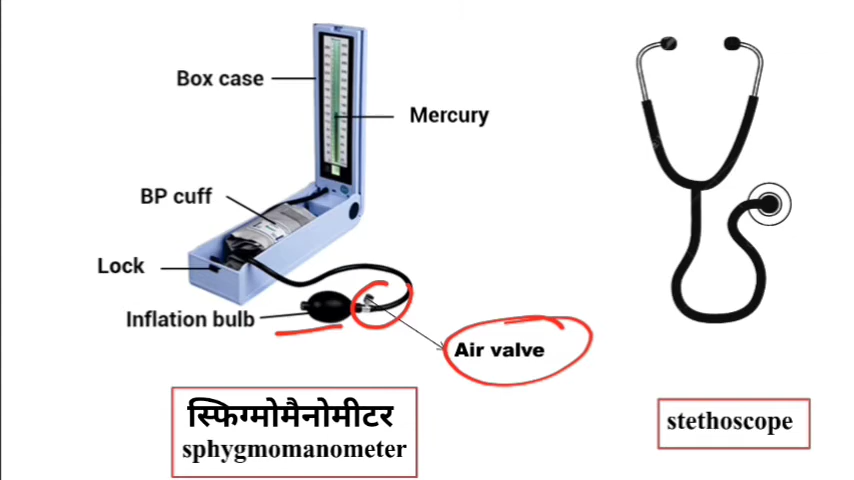 Box case
Mercury
BP cuff
Lock
Inflation bulb
Air valve
स्फिग्मोमैनोमीटर
sphygmomanometer
stethoscope